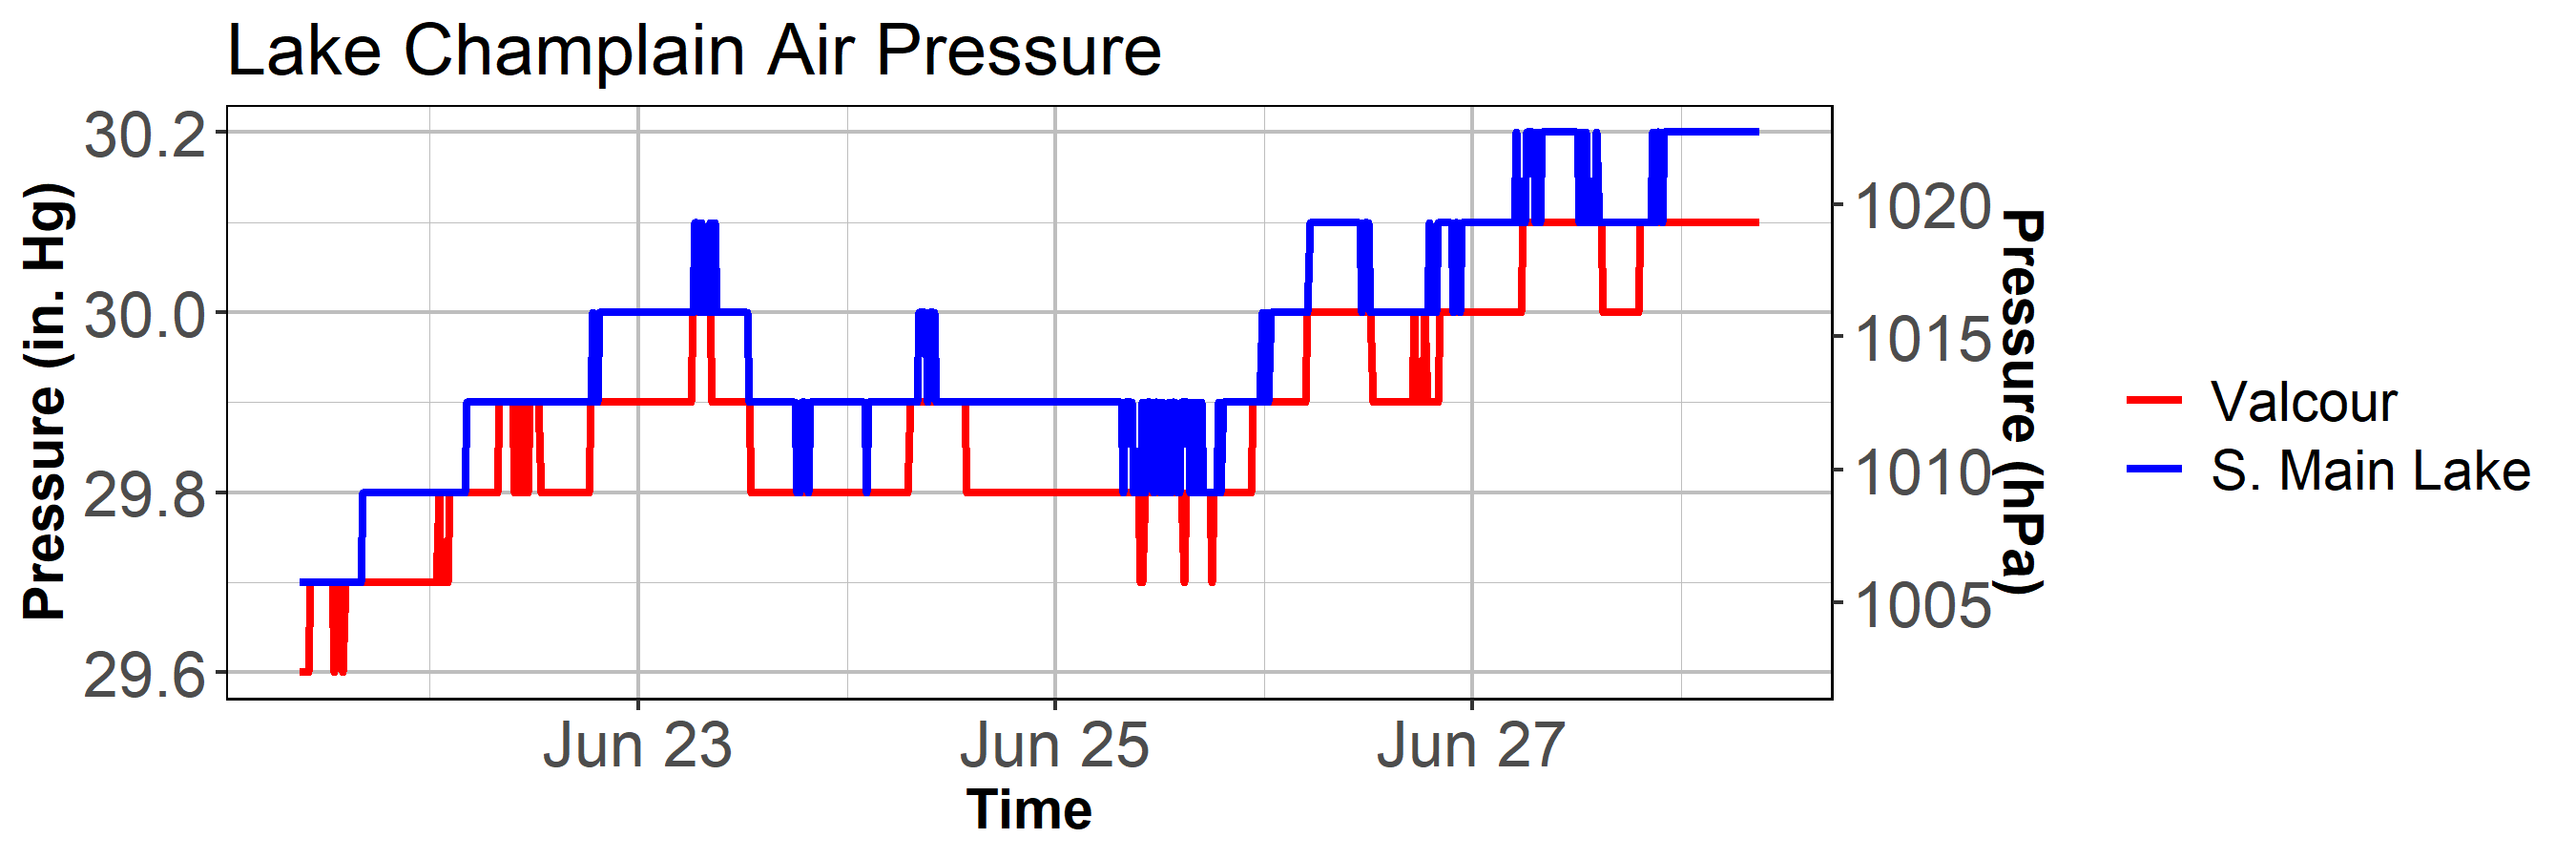 Lake Champlain Air Pressure
30.2
30.0
29.8
29.6
Pressure (in. Hg)
1020
1015
1010
1005
Pressure (hPa)
Jun 23 Jun 25 Jun 27
Time
Valcour
S. Main Lake